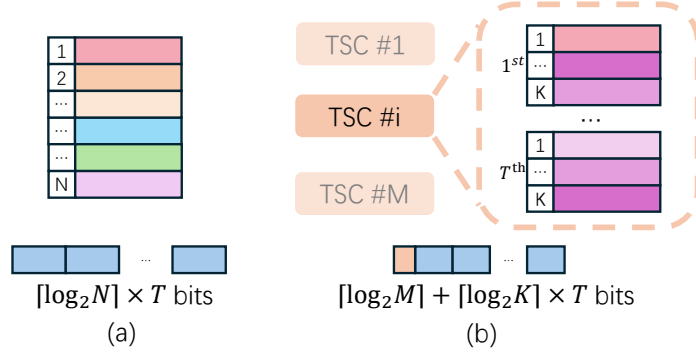 1
2
...
...
...
N
...
⌈log₂N⌉ × T bits
(a)
TSC #1
TSC #i
TSC #M
1ˢᵗ
1
...
K
...
Tᵗʰ
1
...
K
...
⌈log₂M⌉ + ⌈log₂K⌉ × T bits
(b)